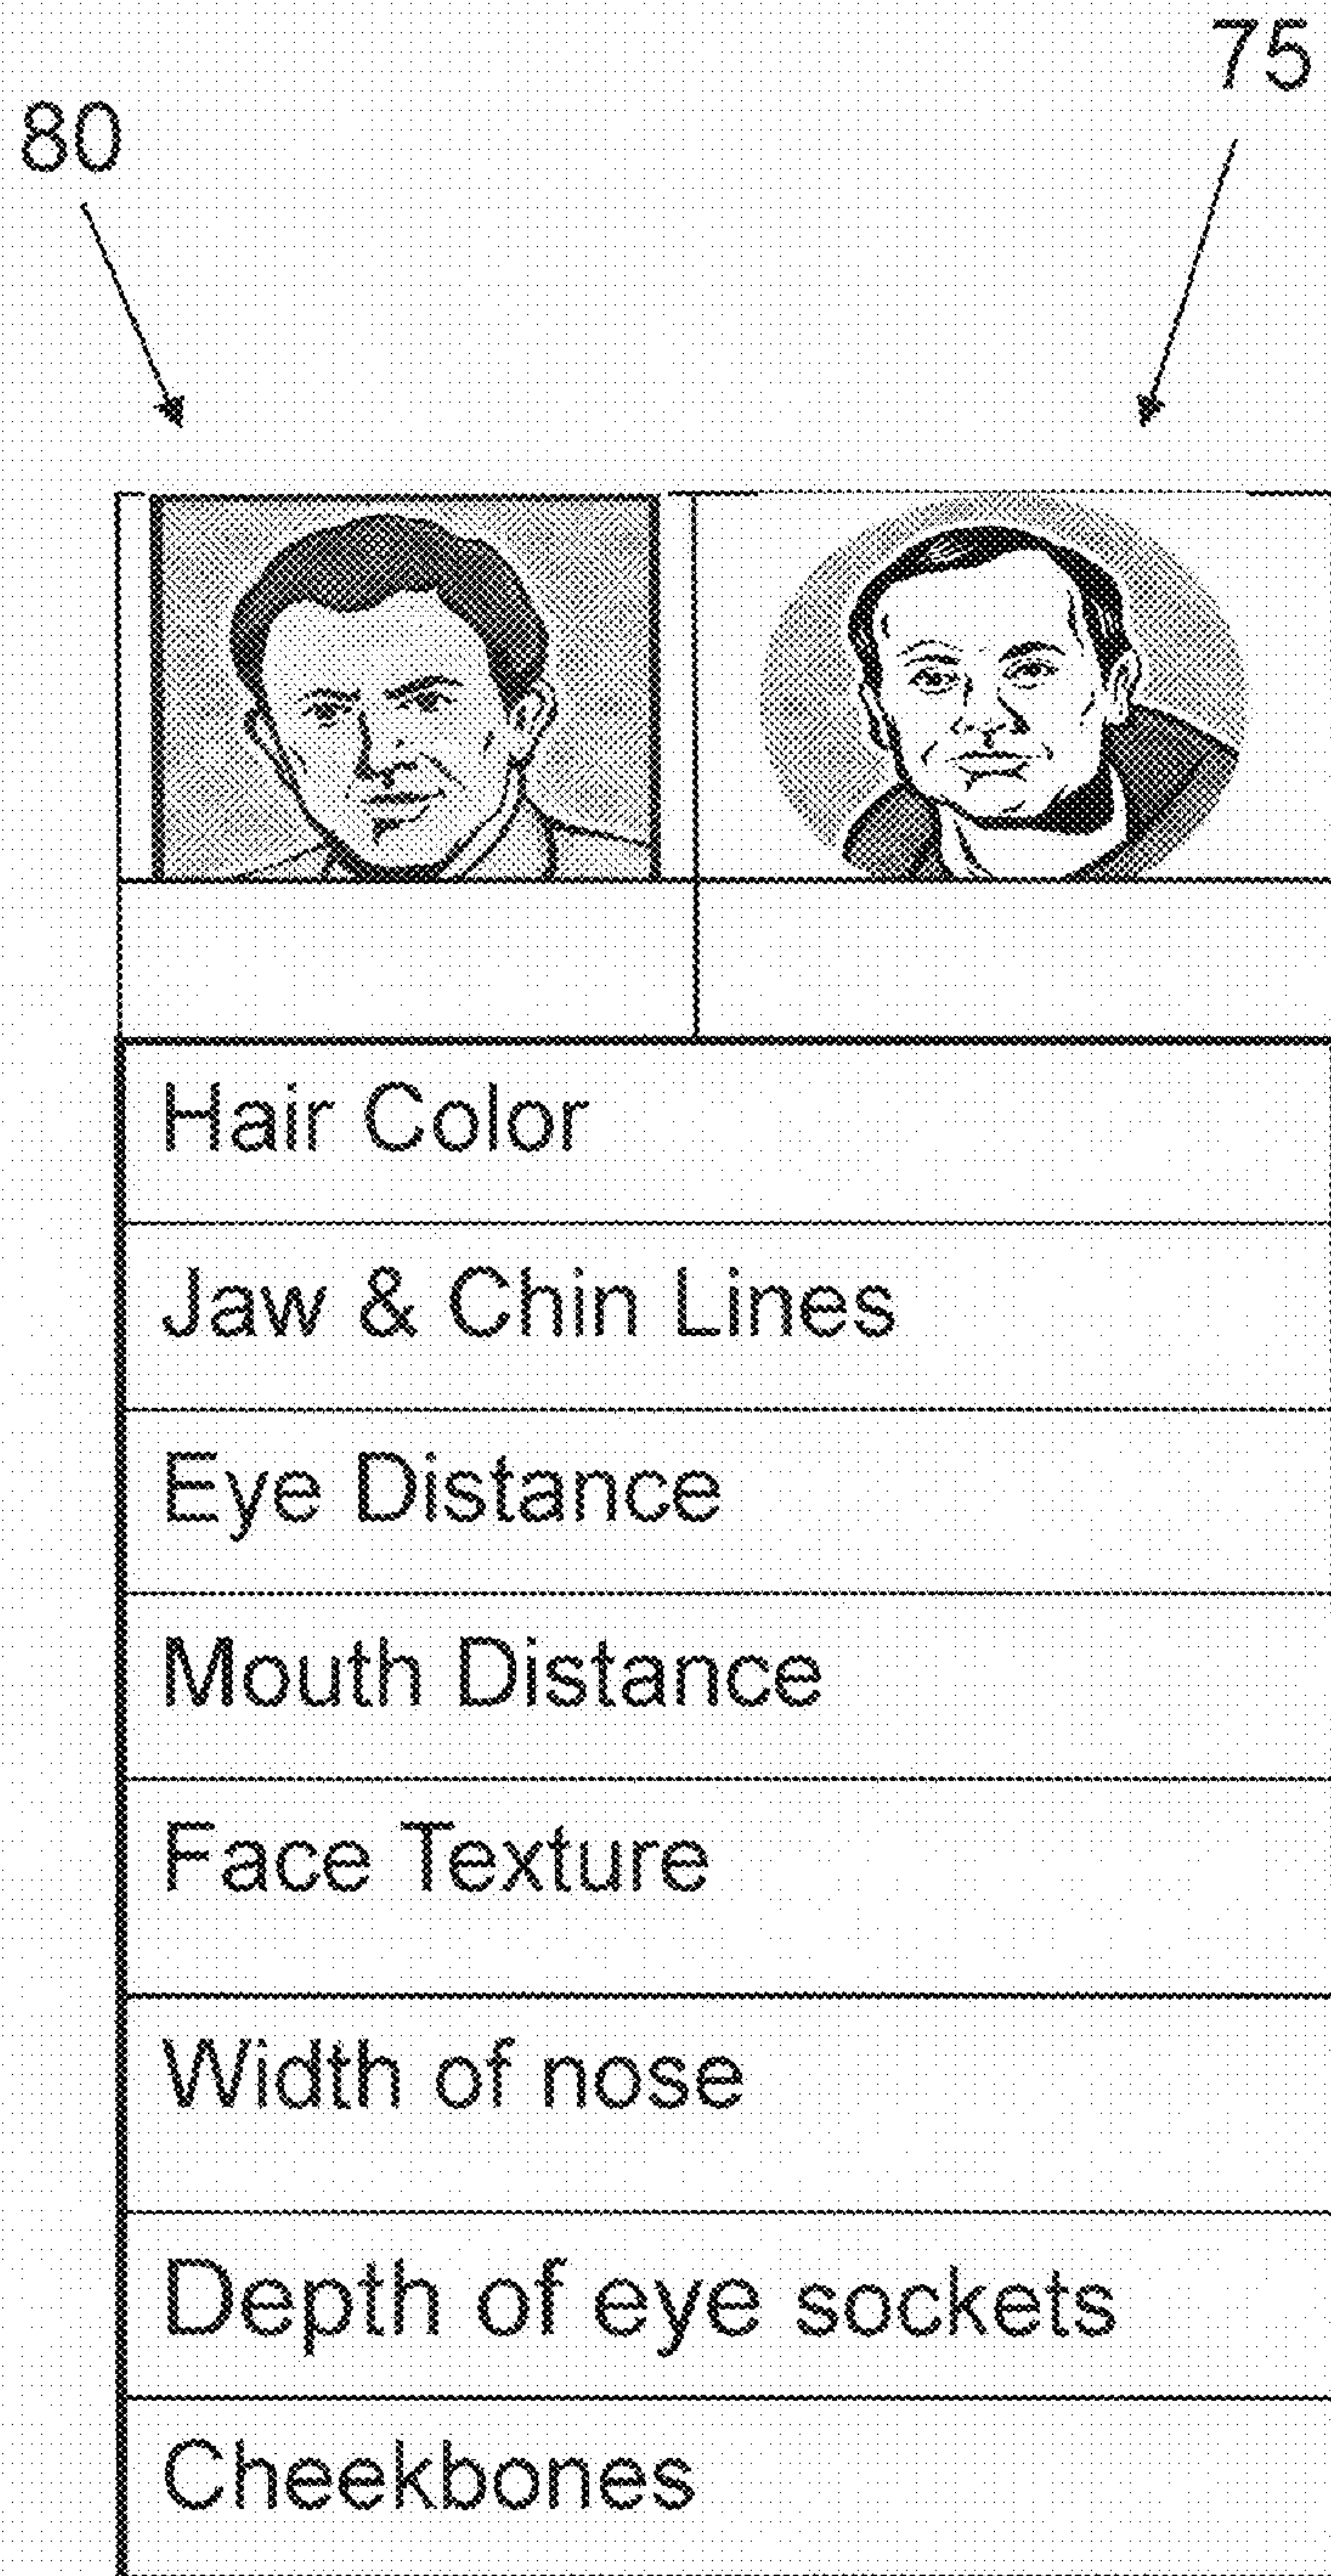 75
80
Hair Color
Jaw & Chin Lines
Eye Distance
Mouth Distance
Face Texture
Width of nose
Depth of eye sockets
Cheekbones